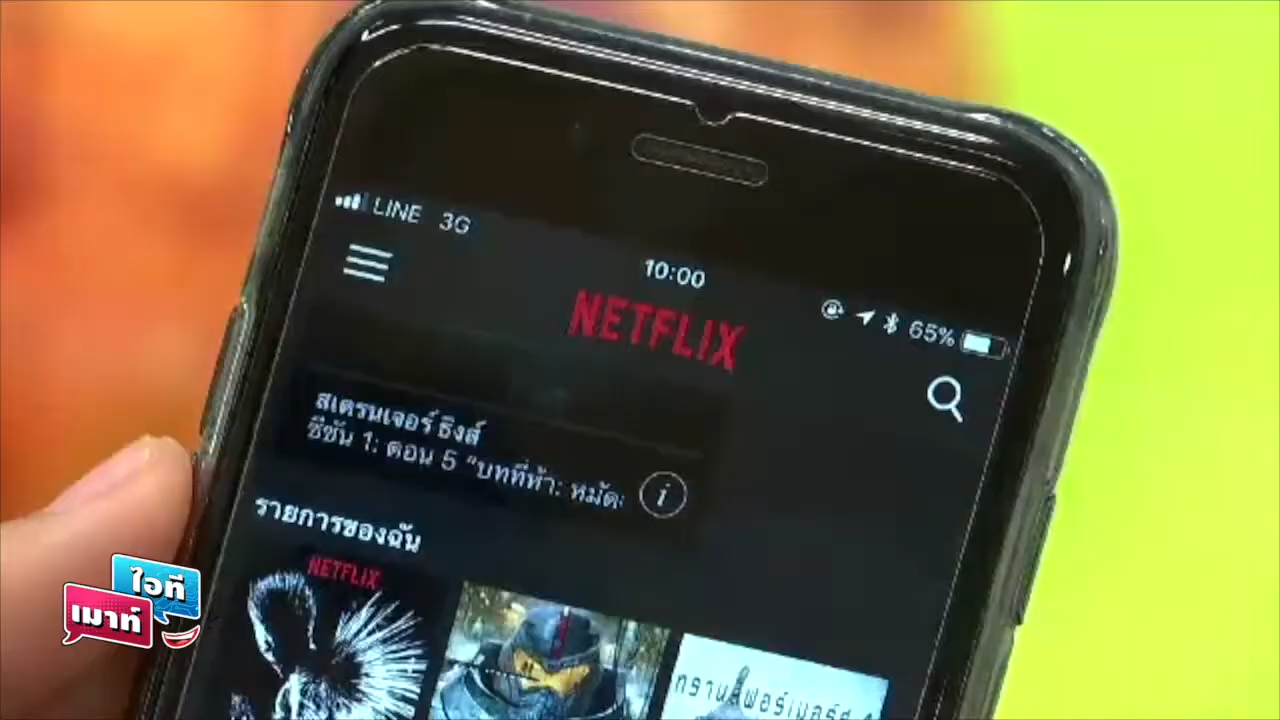 LINE 3G
10:00
65%
NETFLIX
สเตรนเจอร์ ธิงส์
ซีซัน 1: ตอน 5 “บทที่ห้า: หมัด
i
รายการของฉัน
NETFLIX
ทรานส์ฟอร์เมอร์ส
ไอที
เมาท์